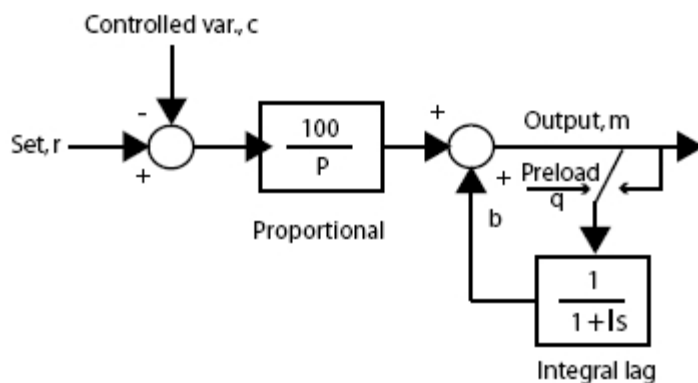 Controlled var., c
-
Set, r
+
100
P
Proportional
+
Output, m
+
Preload
q
b
1
1+Is
Integral lag